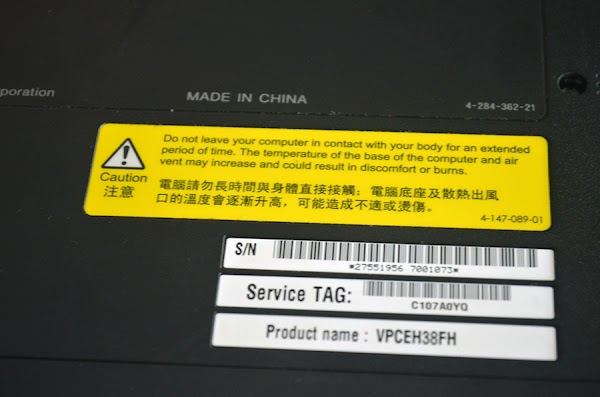 poration
MADE IN CHINA
4-284-362-21
Do not leave your computer in contact with your body for an extended
period of time. The temperature of the base of the computer and air
vent may increase and could result in discomfort or burns.
Caution
注意
電腦請勿長時間與身體直接接觸：電腦底座及散熱出風
口的溫度會逐漸升高，可能造成不適或燙傷。
4-147-089-01
S/N
*27551956 7001073*
Service TAG:
C107A0YQ
Product name : VPCEH38FH